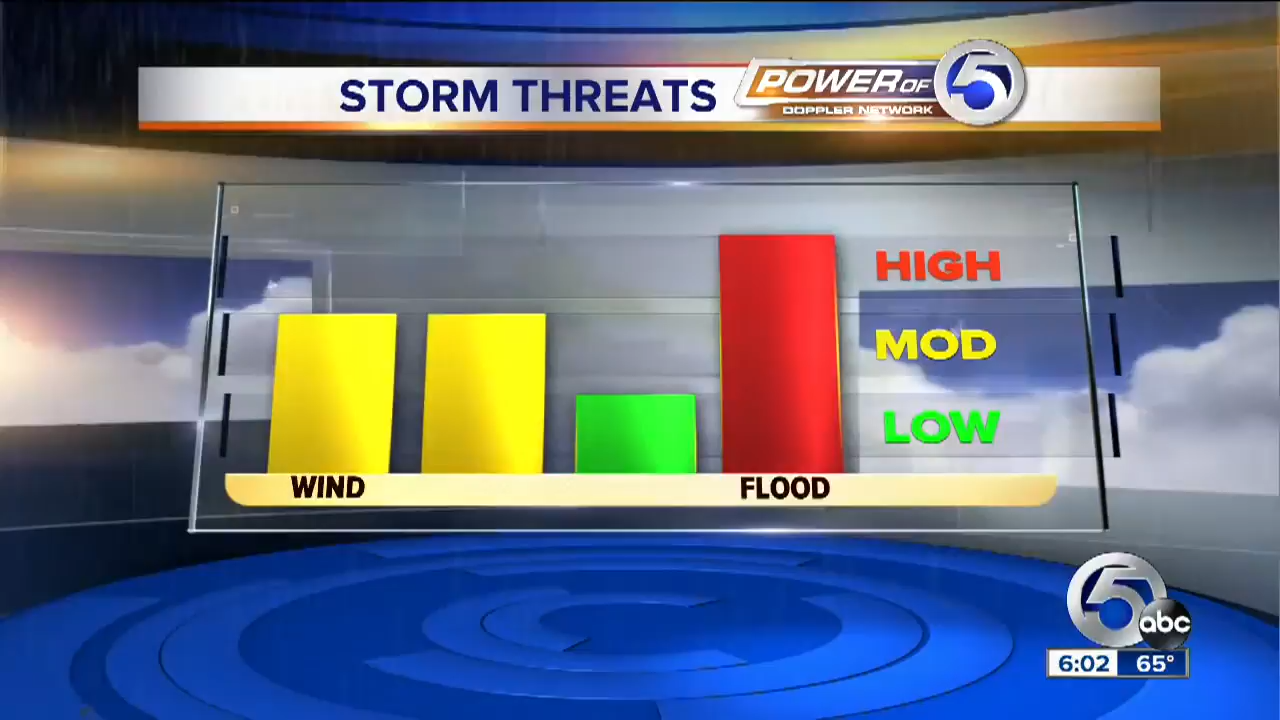 STORM THREATS
POWER OF 5
DOPPLER NETWORK
HIGH
MOD
LOW
WIND FLOOD
5 abc
6:02 65°